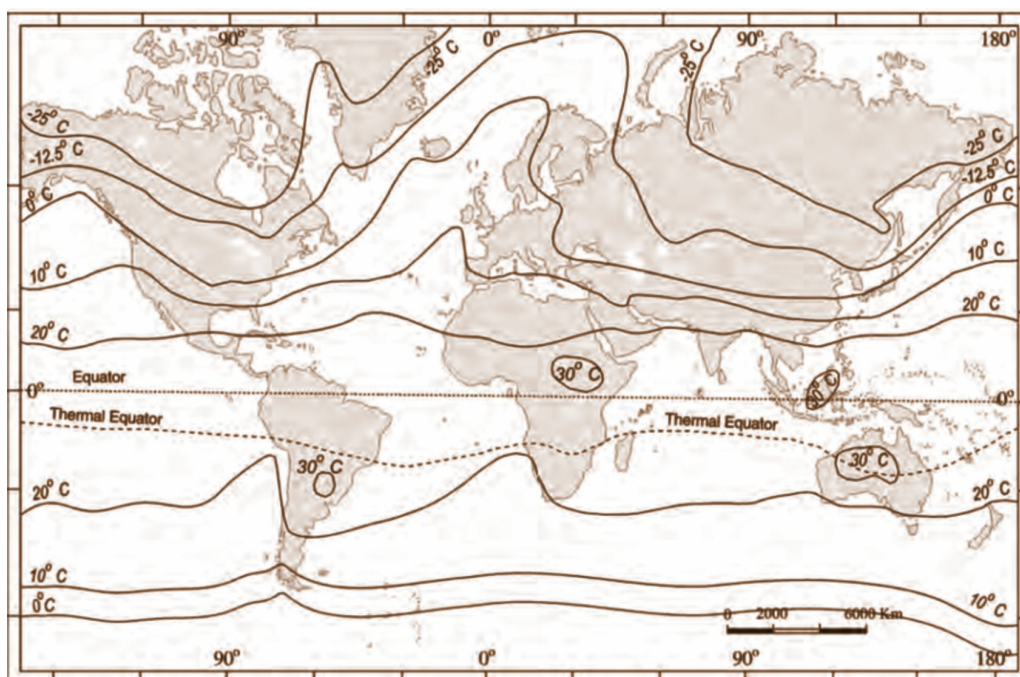 90° 0° 90° 180°
-25° C -25° C
-25° C -25° C
-12.5° C -12.5° C
0° C 0° C
10° C 10° C
20° C 20° C
30° C 30° C
Equator
0° 0°
Thermal Equator Thermal Equator
30° C 30° C
20° C 20° C
10° C 10° C
0° C
0 2000 6000 Km
90° 0° 90° 180°